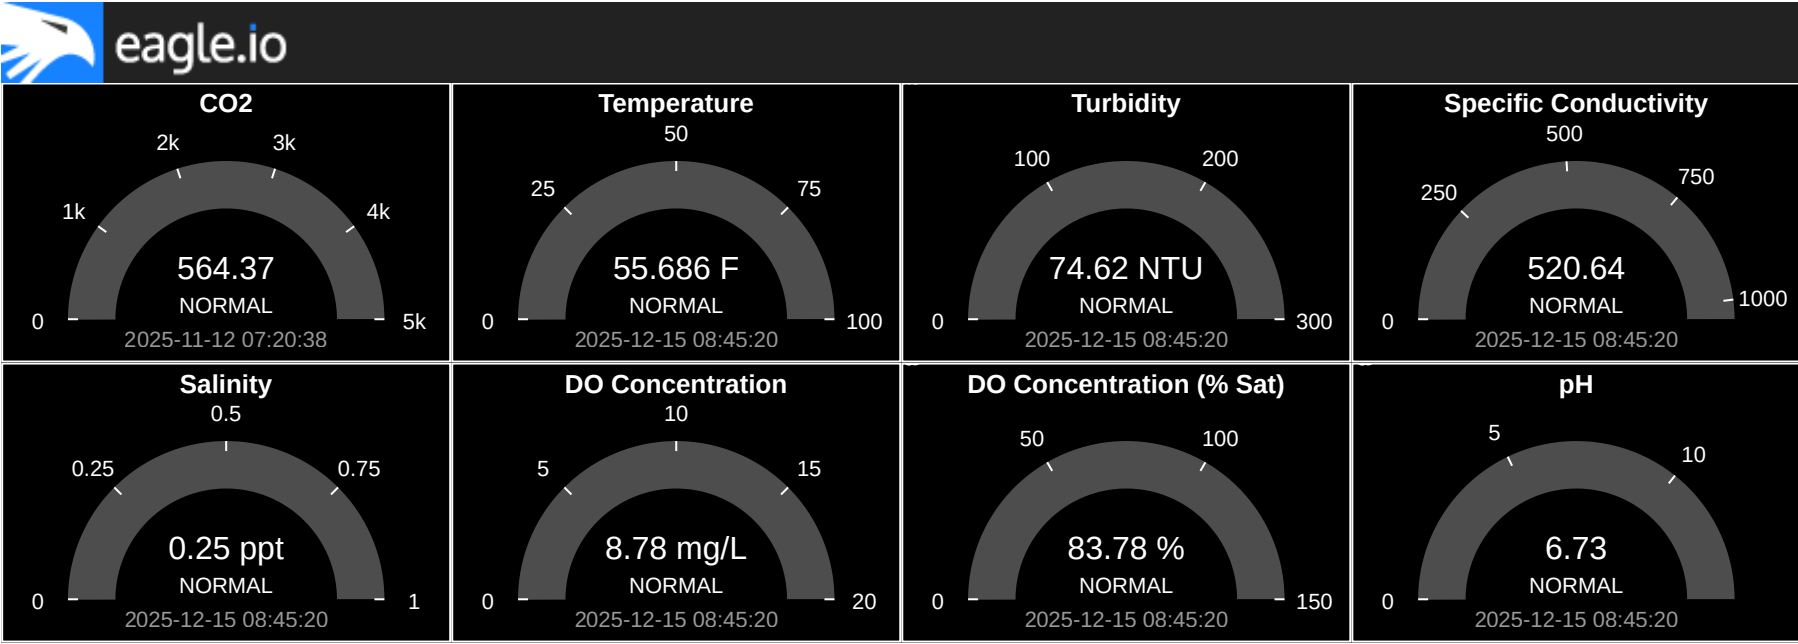 eagle.io
CO2
2k
3k
1k
4k
564.37
NORMAL
0
5k
2025-11-12 07:20:38
Temperature
50
25
75
55.686 F
NORMAL
0
100
2025-12-15 08:45:20
Turbidity
100
200
74.62 NTU
NORMAL
0
300
2025-12-15 08:45:20
Specific Conductivity
500
250
750
520.64
NORMAL
1000
0
2025-12-15 08:45:20
Salinity
0.5
0.25
0.75
0.25 ppt
NORMAL
0
1
2025-12-15 08:45:20
DO Concentration
10
5
15
8.78 mg/L
NORMAL
0
20
2025-12-15 08:45:20
DO Concentration (% Sat)
50
100
83.78 %
NORMAL
0
150
2025-12-15 08:45:20
pH
5
10
6.73
NORMAL
0
2025-12-15 08:45:20